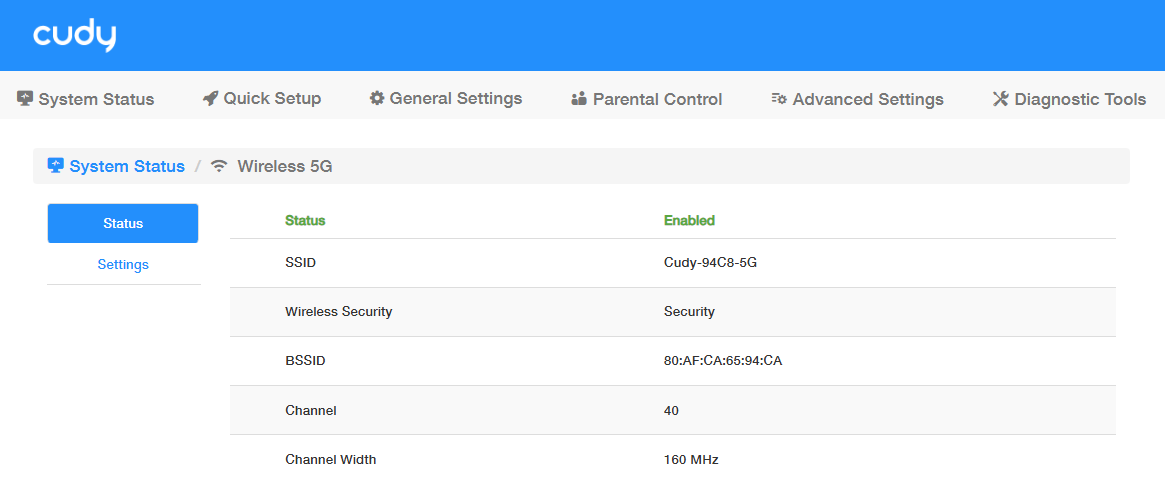 cudy
System Status Quick Setup General Settings Parental Control Advanced Settings Diagnostic Tools
System Status / Wireless 5G
Status
Settings
Status Enabled
SSID Cudy-94C8-5G
Wireless Security Security
BSSID 80:AF:CA:65:94:CA
Channel 40
Channel Width 160 MHz